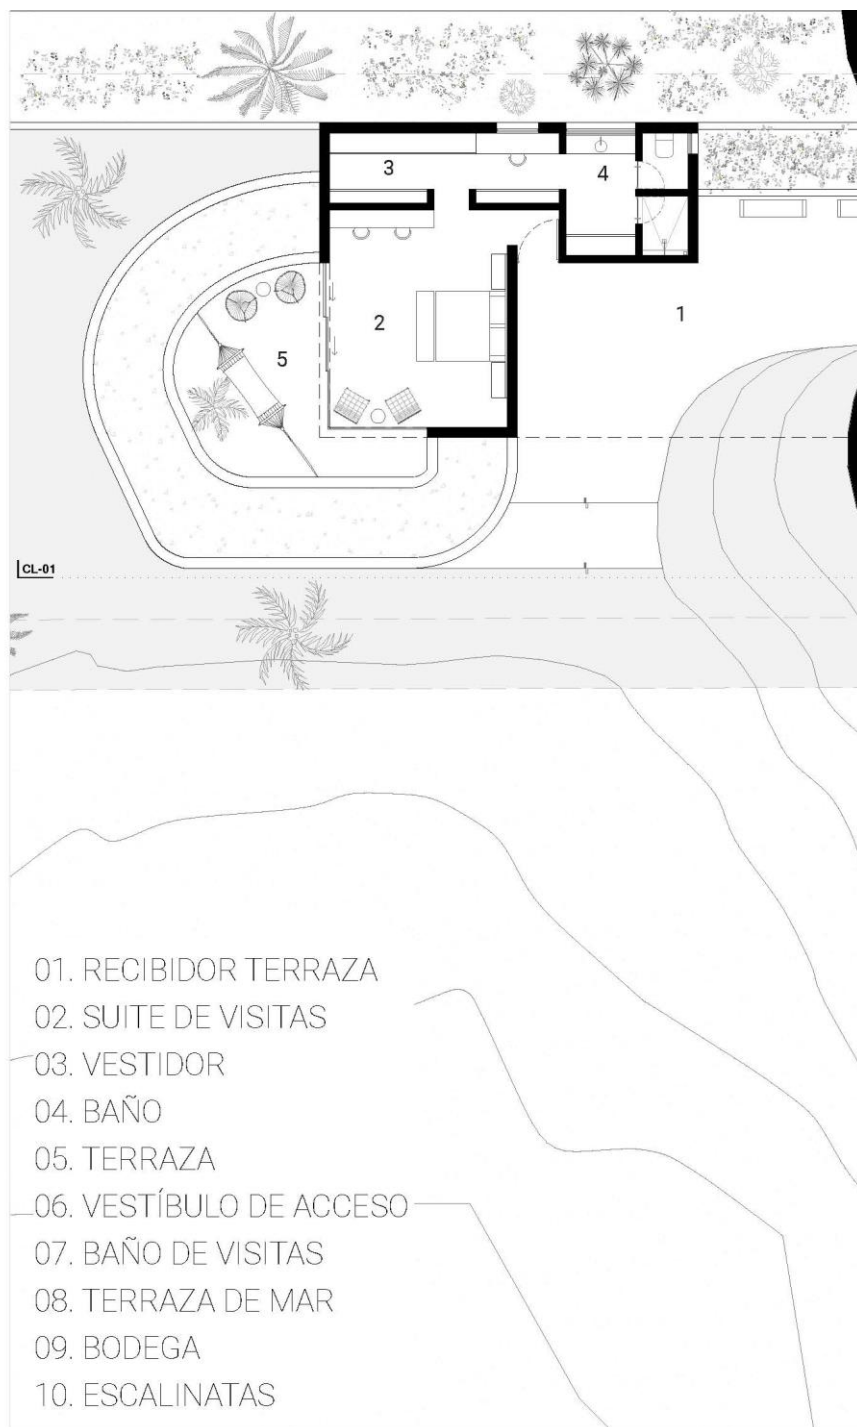 3
4
1
2
5
CL-01
01. RECIBIDOR TERRAZA
02. SUITE DE VISITAS
03. VESTIDOR
04. BAÑO
05. TERRAZA
06. VESTÍBULO DE ACCESO
07. BAÑO DE VISITAS
08. TERRAZA DE MAR
09. BODEGA
10. ESCALINATAS